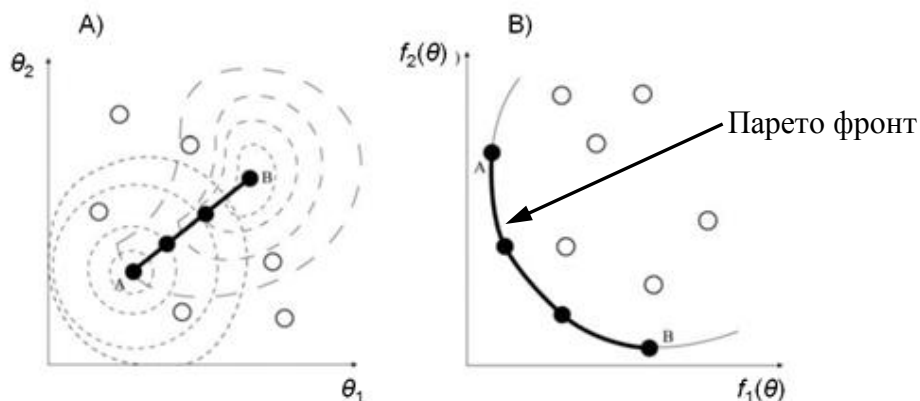 A)
θ2
B
A
θ1
B)
f2(θ) )
A
B
f1(θ)
Парето фронт